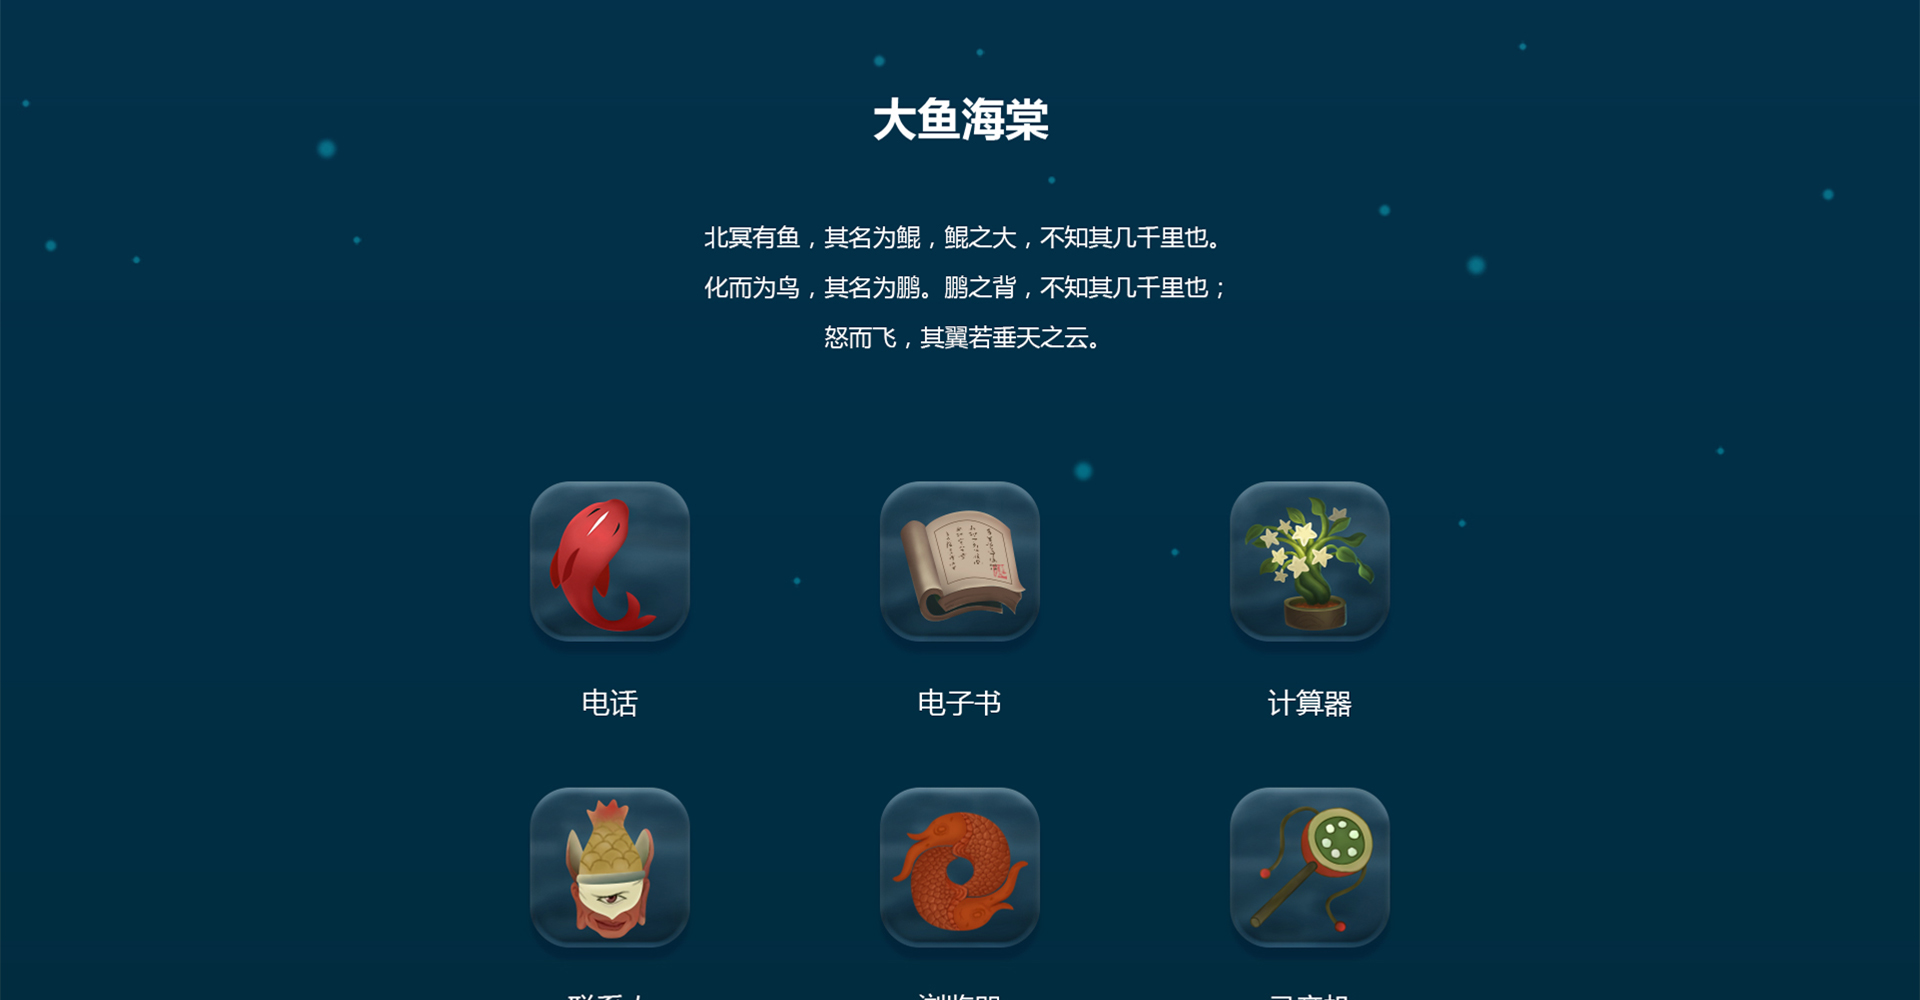 大鱼海棠
北冥有鱼，其名为鲲，鲲之大，不知其几千里也。
化而为鸟，其名为鹏。鹏之背，不知其几千里也；
怒而飞，其翼若垂天之云。
电话
电子书
计算器